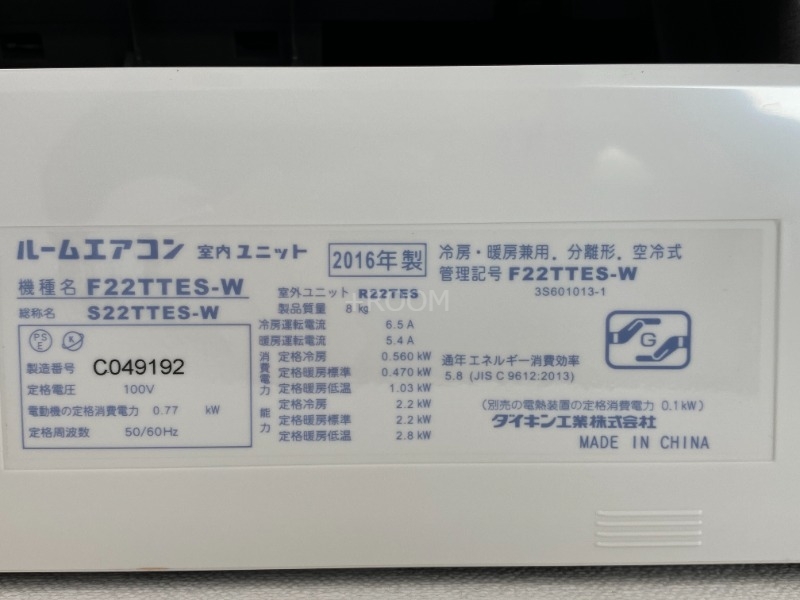 ルームエアコン 室内ユニット
2016年製
冷房・暖房兼用．分離形．空冷式
管理記号 F22TTES-W
3S601013-1
機種名 F22TTES-W
総称名 S22TTES-W
PS
E
製造番号 C049192
定格電圧 100V
電動機の定格消費電力 0.77 kW
定格周波数 50/60Hz
室外ユニット R22TES
製品質量 8 kg
冷房運転電流 6.5 A
暖房運転電流 5.4 A
消費電力 定格冷房 0.560 kW
定格暖房標準 0.470 kW
定格暖房低温 1.03 kW
能力 定格冷房 2.2 kW
定格暖房標準 2.2 kW
定格暖房低温 2.8 kW
G
通年エネルギー消費効率
5.8 (JIS C 9612:2013)
(別売の電熱装置の定格消費電力 0.1kW)
ダイキン工業株式会社
MADE IN CHINA